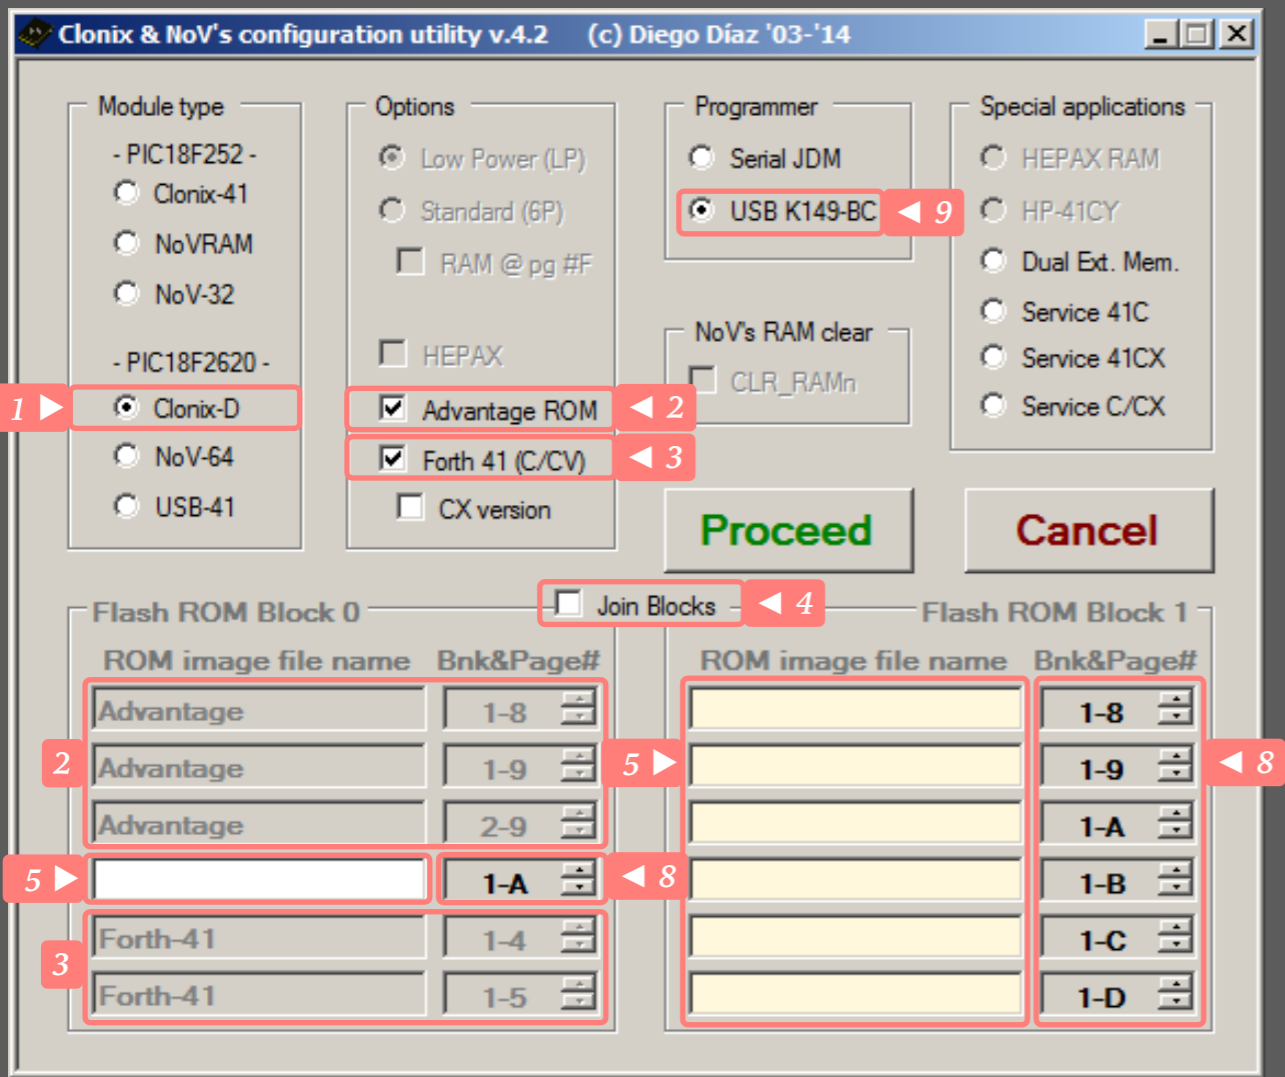 Clonix & NoV's configuration utility v.4.2 (c) Diego Díaz '03-'14
Module type
- PIC18F252 -
Clonix-41
NoVRAM
NoV-32
- PIC18F2620 -
1 ▶ Clonix-D
NoV-64
USB-41
Options
Low Power (LP)
Standard (6P)
RAM @ pg #F
HEPAX
Advantage ROM ◀ 2
Forth 41 (C/CV) ◀ 3
CX version
Programmer
Serial JDM
USB K149-BC ◀ 9
NoV's RAM clear
CLR_RAMn
Special applications
HEPAX RAM
HP-41CY
Dual Ext. Mem.
Service 41C
Service 41CX
Service C/CX
Proceed
Cancel
Join Blocks ◀ 4
Flash ROM Block 0
ROM image file name Bnk&Page#
Advantage 1-8
2 Advantage 1-9
Advantage 2-9
5 ▶ 1-A ◀ 8
Forth-41 1-4
3
Forth-41 1-5
Flash ROM Block 1
ROM image file name Bnk&Page#
1-8
5 ▶ 1-9 ◀ 8
1-A
1-B
1-C
1-D